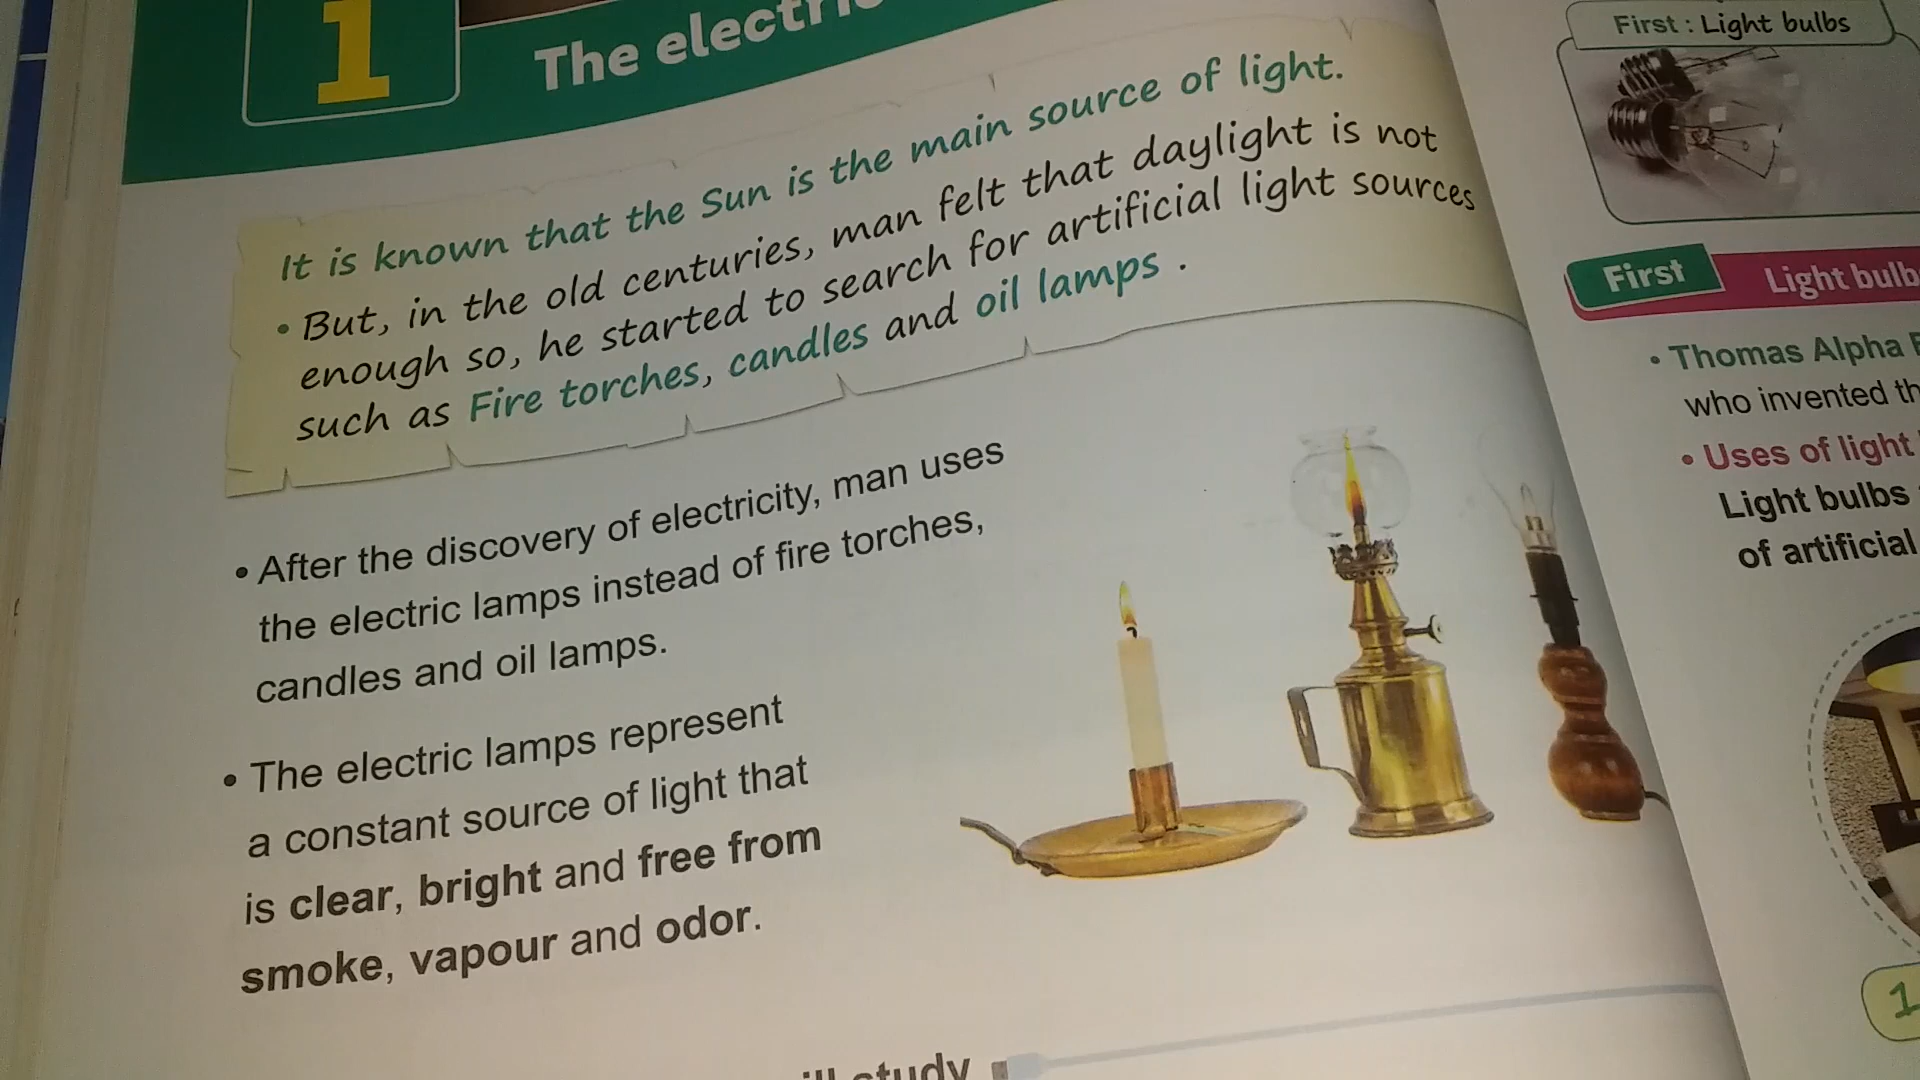 1
The
It is known that the Sun is the main source of light.
• But, in the old centuries, man felt that daylight is not
enough so, he started to search for artificial light sources
such as Fire torches, candles and oil lamps .
• After the discovery of electricity, man uses
the electric lamps instead of fire torches,
candles and oil lamps.
• The electric lamps represent
a constant source of light that
is clear, bright and free from
smoke, vapour and odor.
study
First : Light bulbs
First
Light
• Thomas Alpha
who invented
• Uses of light
Light bulbs
of artificial
1